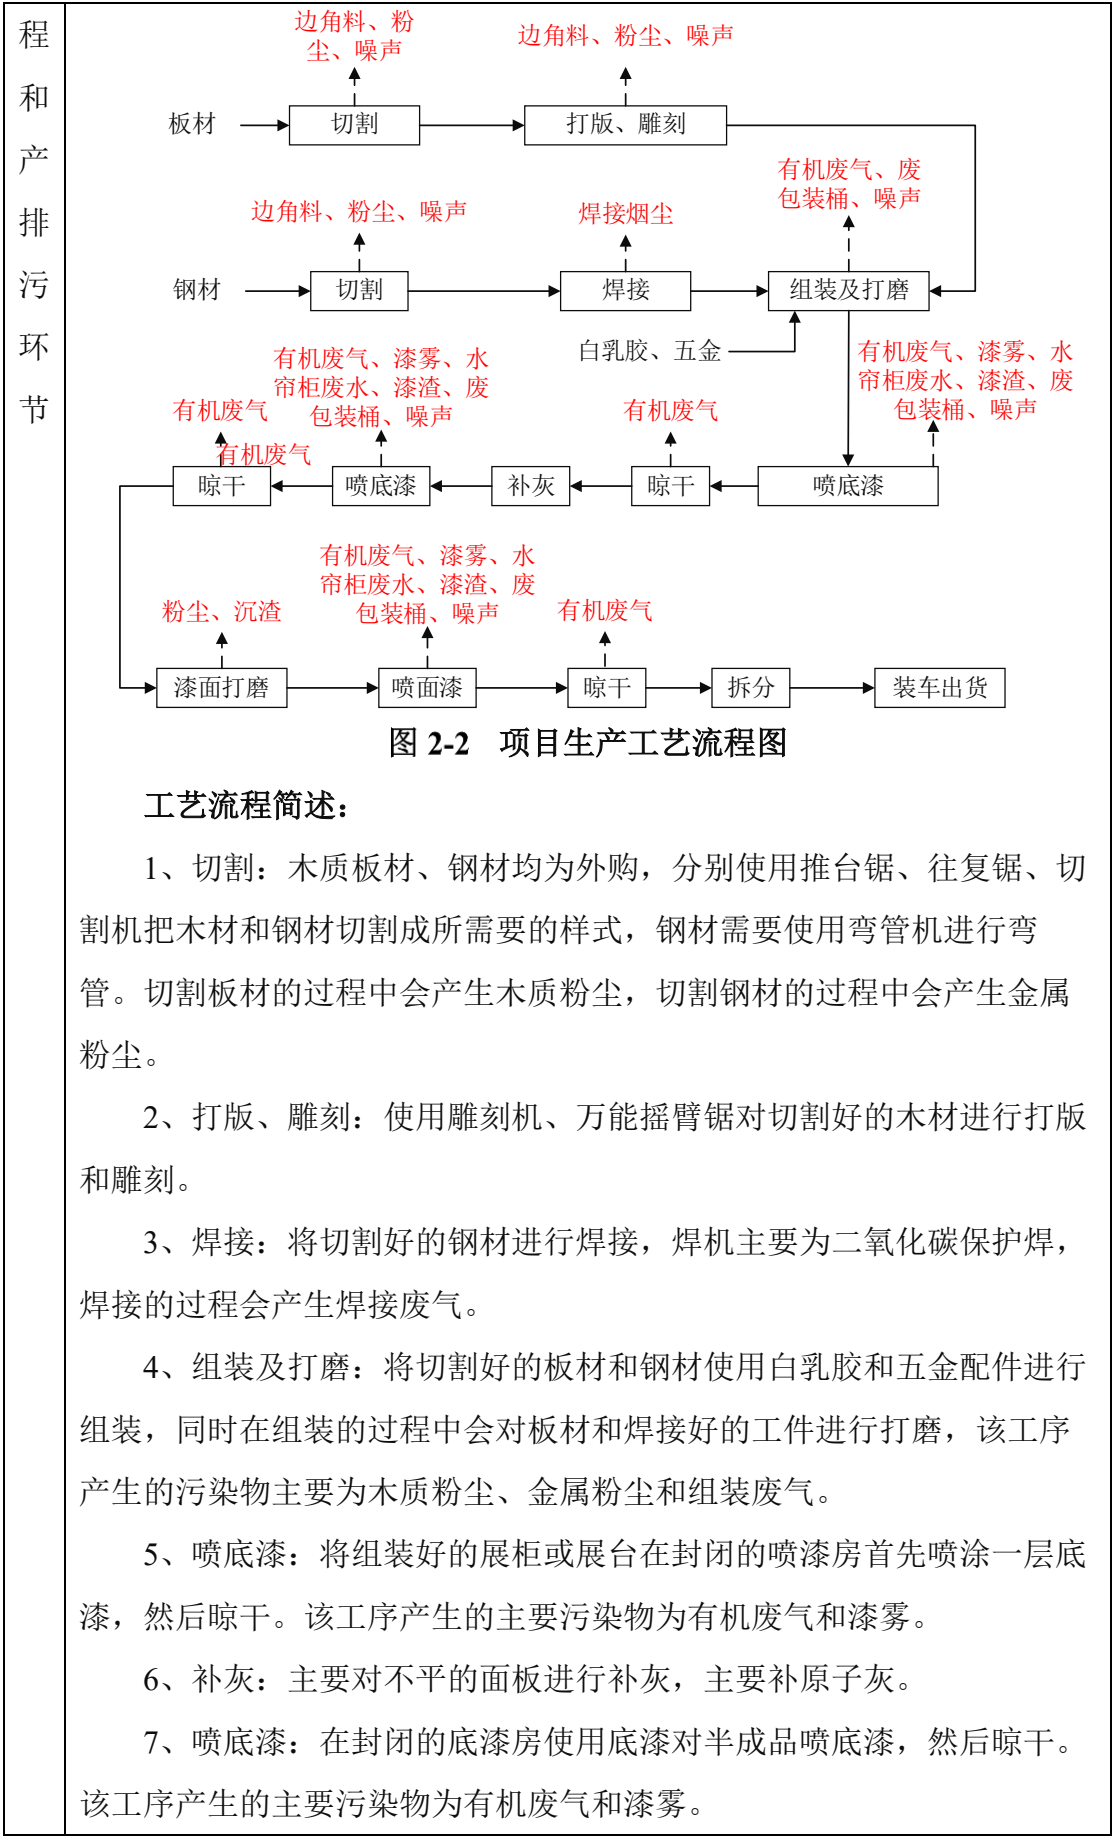 程
和
产
排
污
环
节
边角料、粉
尘、噪声
边角料、粉尘、噪声
板材
切割
打版、雕刻
有机废气、废
包装桶、噪声
边角料、粉尘、噪声
焊接烟尘
钢材
切割
焊接
组装及打磨
白乳胶、五金
有机废气、漆雾、水
帘柜废水、漆渣、废
包装桶、噪声
有机废气、漆雾、水
帘柜废水、漆渣、废
包装桶、噪声
有机废气
有机废气
有机废气
晾干
喷底漆
补灰
晾干
喷底漆
有机废气、漆雾、水
帘柜废水、漆渣、废
包装桶、噪声
粉尘、沉渣
有机废气
漆面打磨
喷面漆
晾干
拆分
装车出货
图 2-2 项目生产工艺流程图
工艺流程简述：
1、切割：木质板材、钢材均为外购，分别使用推台锯、往复锯、切
割机把木材和钢材切割成所需要的样式，钢材需要使用弯管机进行弯
管。切割板材的过程中会产生木质粉尘，切割钢材的过程中会产生金属
粉尘。
2、打版、雕刻：使用雕刻机、万能摇臂锯对切割好的木材进行打版
和雕刻。
3、焊接：将切割好的钢材进行焊接，焊机主要为二氧化碳保护焊，
焊接的过程会产生焊接废气。
4、组装及打磨：将切割好的板材和钢材使用白乳胶和五金配件进行
组装，同时在组装的过程中会对板材和焊接好的工件进行打磨，该工序
产生的污染物主要为木质粉尘、金属粉尘和组装废气。
5、喷底漆：将组装好的展柜或展台在封闭的喷漆房首先喷涂一层底
漆，然后晾干。该工序产生的主要污染物为有机废气和漆雾。
6、补灰：主要对不平的面板进行补灰，主要补原子灰。
7、喷底漆：在封闭的底漆房使用底漆对半成品喷底漆，然后晾干。
该工序产生的主要污染物为有机废气和漆雾。